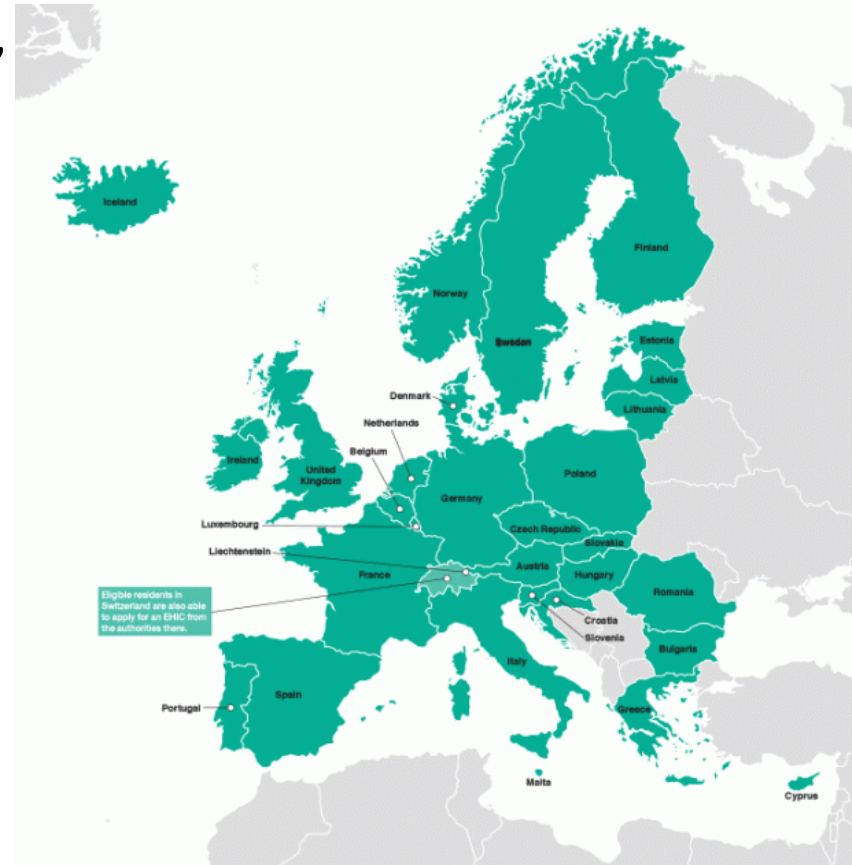 ,
Iceland
Finland
Norway
Sweden
Estonia
Latvia
Lithuania
Denmark
Netherlands
Belgium
Ireland
United
Kingdom
Poland
Germany
Luxembourg
Czech Republic
Slovakia
Liechtenstein
Austria
France
Hungary
Romania
Eligible residents in
Switzerland are also able
to apply for an EHIC from
the authorities there.
Croatia
Slovenia
Bulgaria
Italy
Spain
Portugal
Greece
Malta
Cyprus